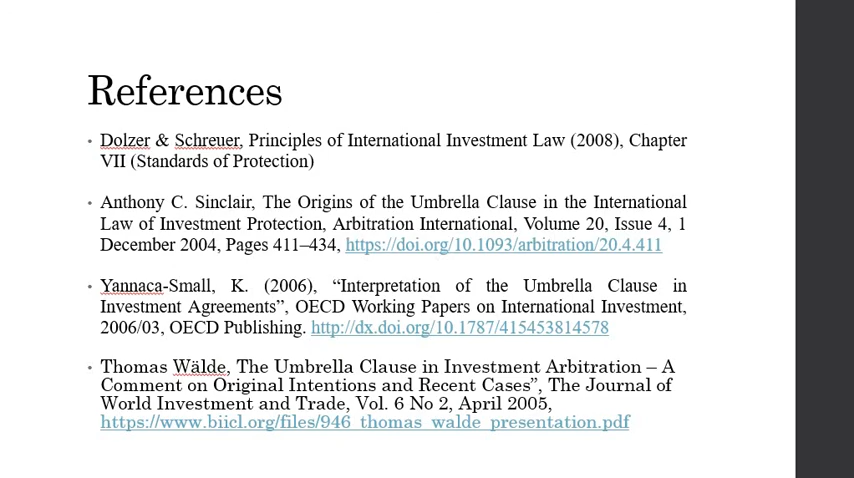 References
• Dolzer & Schreuer, Principles of International Investment Law (2008), Chapter
VII (Standards of Protection)
• Anthony C. Sinclair, The Origins of the Umbrella Clause in the International
Law of Investment Protection, Arbitration International, Volume 20, Issue 4, 1
December 2004, Pages 411–434, https://doi.org/10.1093/arbitration/20.4.411
• Yannaca-Small, K. (2006), “Interpretation of the Umbrella Clause in
Investment Agreements”, OECD Working Papers on International Investment,
2006/03, OECD Publishing. http://dx.doi.org/10.1787/415453814578
• Thomas Wälde, The Umbrella Clause in Investment Arbitration – A
Comment on Original Intentions and Recent Cases”, The Journal of
World Investment and Trade, Vol. 6 No 2, April 2005,
https://www.biicl.org/files/946_thomas_walde_presentation.pdf